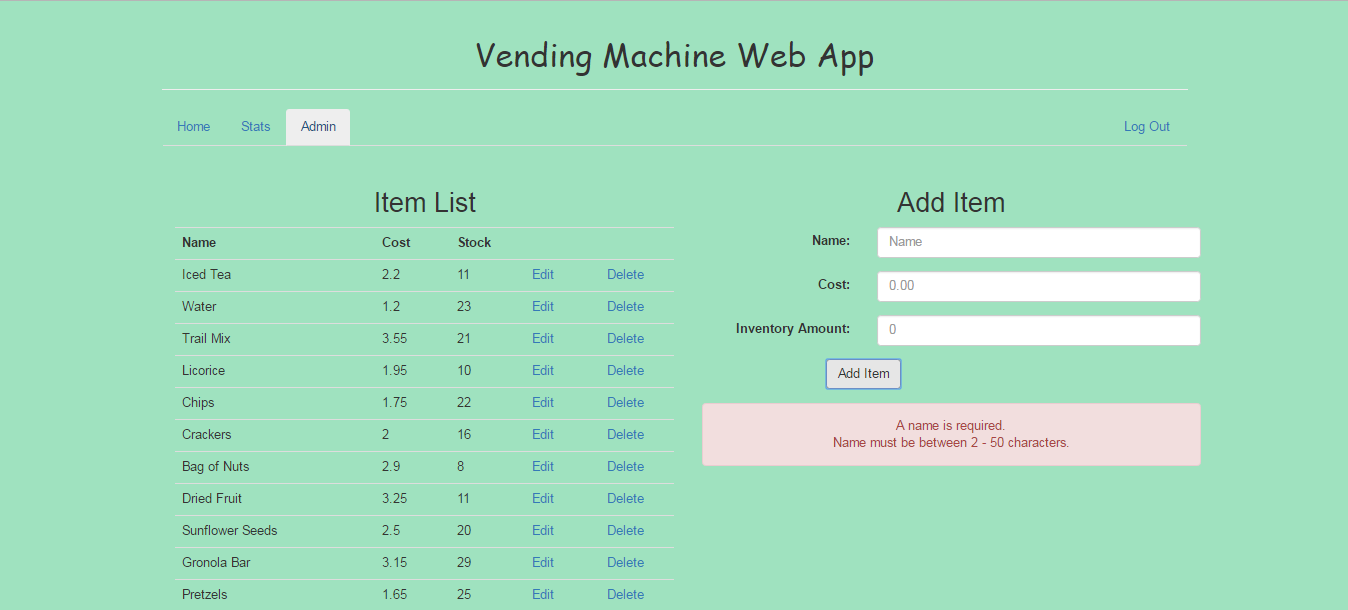 Vending Machine Web App
Home Stats Admin Log Out
Item List
Name Cost Stock
Iced Tea 2.2 11 Edit Delete
Water 1.2 23 Edit Delete
Trail Mix 3.55 21 Edit Delete
Licorice 1.95 10 Edit Delete
Chips 1.75 22 Edit Delete
Crackers 2 16 Edit Delete
Bag of Nuts 2.9 8 Edit Delete
Dried Fruit 3.25 11 Edit Delete
Sunflower Seeds 2.5 20 Edit Delete
Gronola Bar 3.15 29 Edit Delete
Pretzels 1.65 25 Edit Delete
Add Item
Name: Name
Cost: 0.00
Inventory Amount: 0
Add Item
A name is required.
Name must be between 2 - 50 characters.